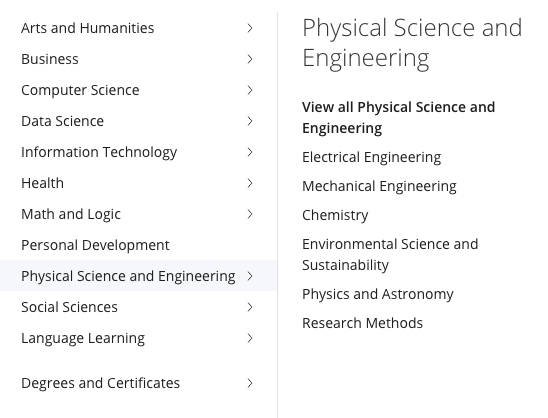 Arts and Humanities
Business
Computer Science
Data Science
Information Technology
Health
Math and Logic
Personal Development
Physical Science and Engineering
Social Sciences
Language Learning
Degrees and Certificates
Physical Science and
Engineering
View all Physical Science and
Engineering
Electrical Engineering
Mechanical Engineering
Chemistry
Environmental Science and
Sustainability
Physics and Astronomy
Research Methods